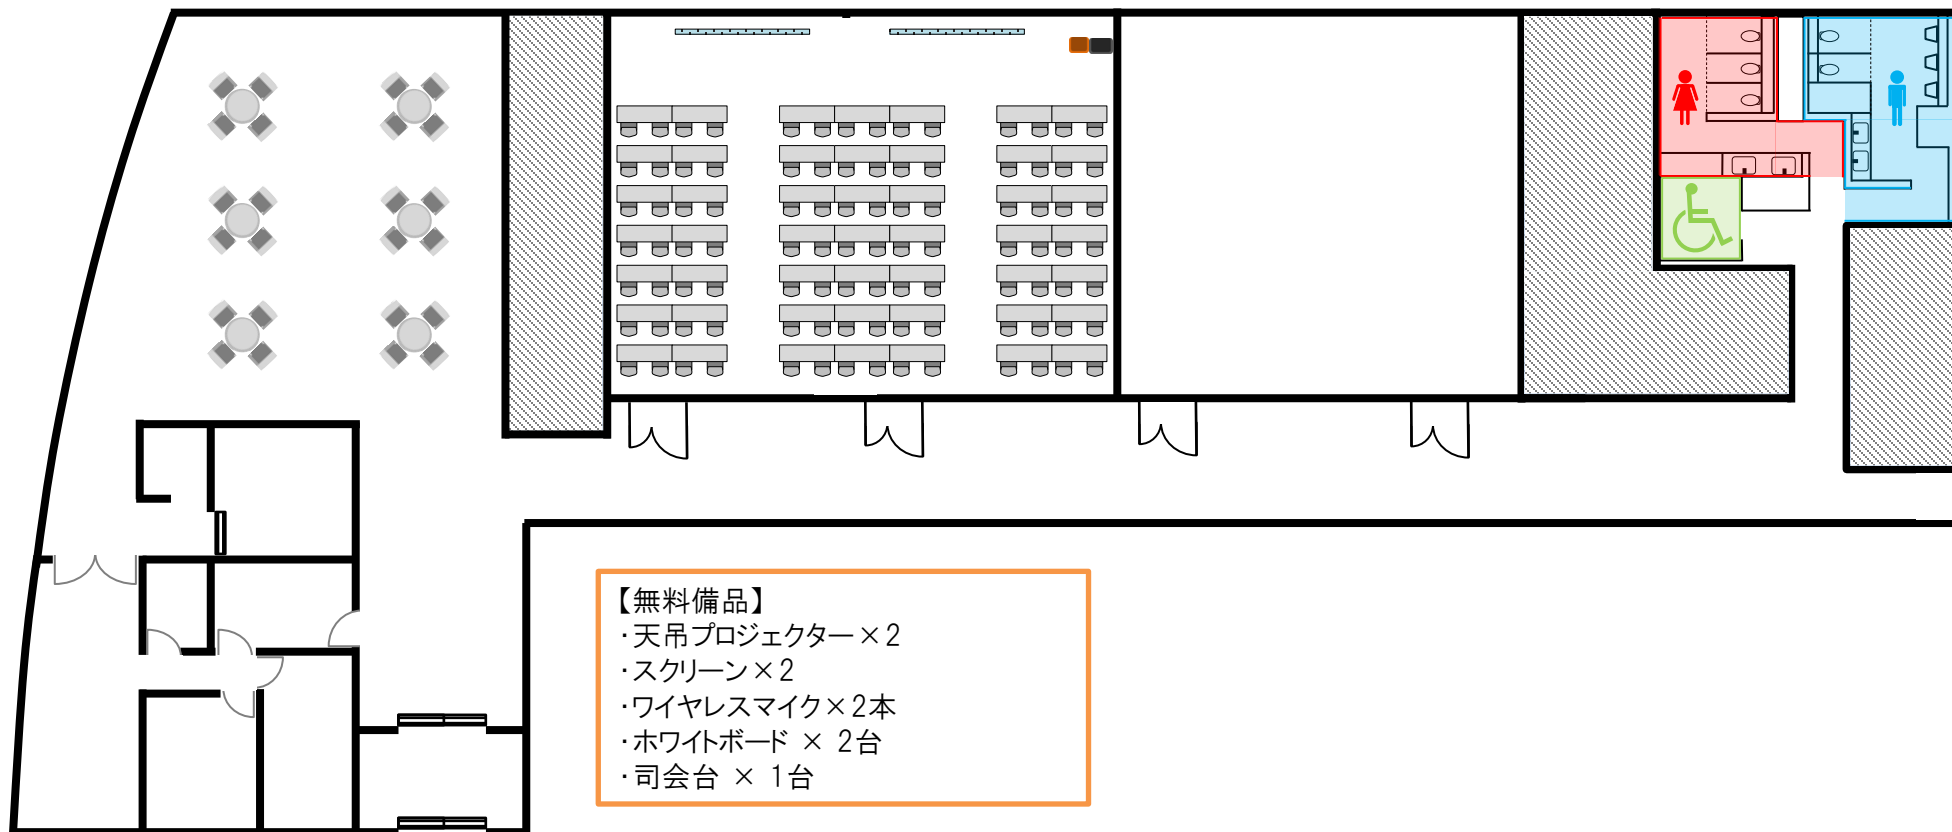 【無料備品】
・天吊プロジェクター×2
・スクリーン×2
・ワイヤレスマイク×2本
・ホワイトボード × 2台
・司会台 × 1台